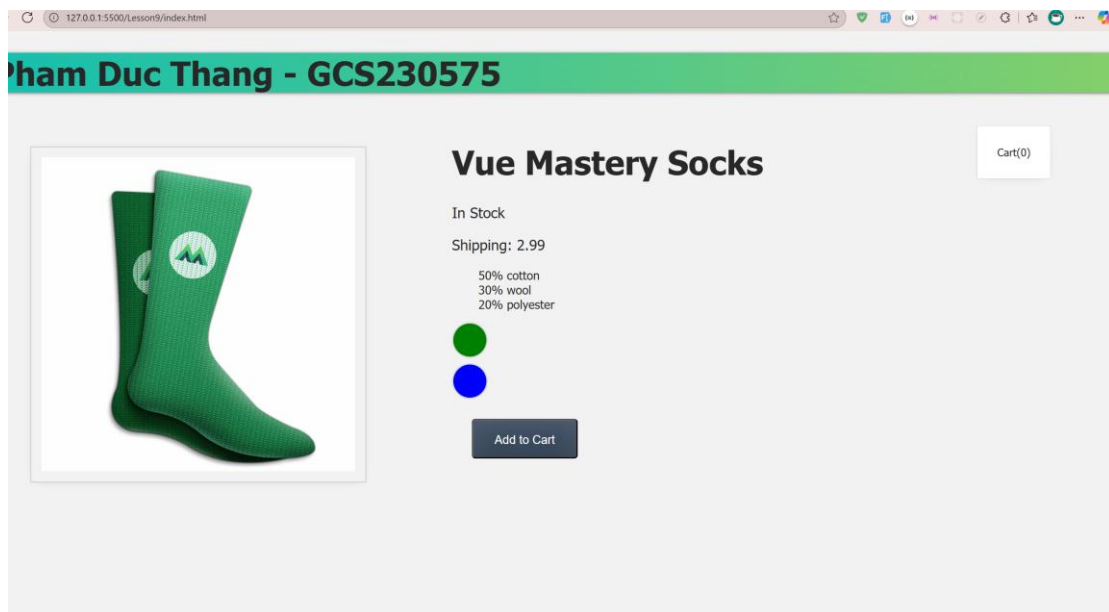 127.0.0.1:5500/Lesson9/index.html
Pham Duc Thang - GCS230575
Cart(0)
Vue Mastery Socks
In Stock
Shipping: 2.99
50% cotton
30% wool
20% polyester
Add to Cart